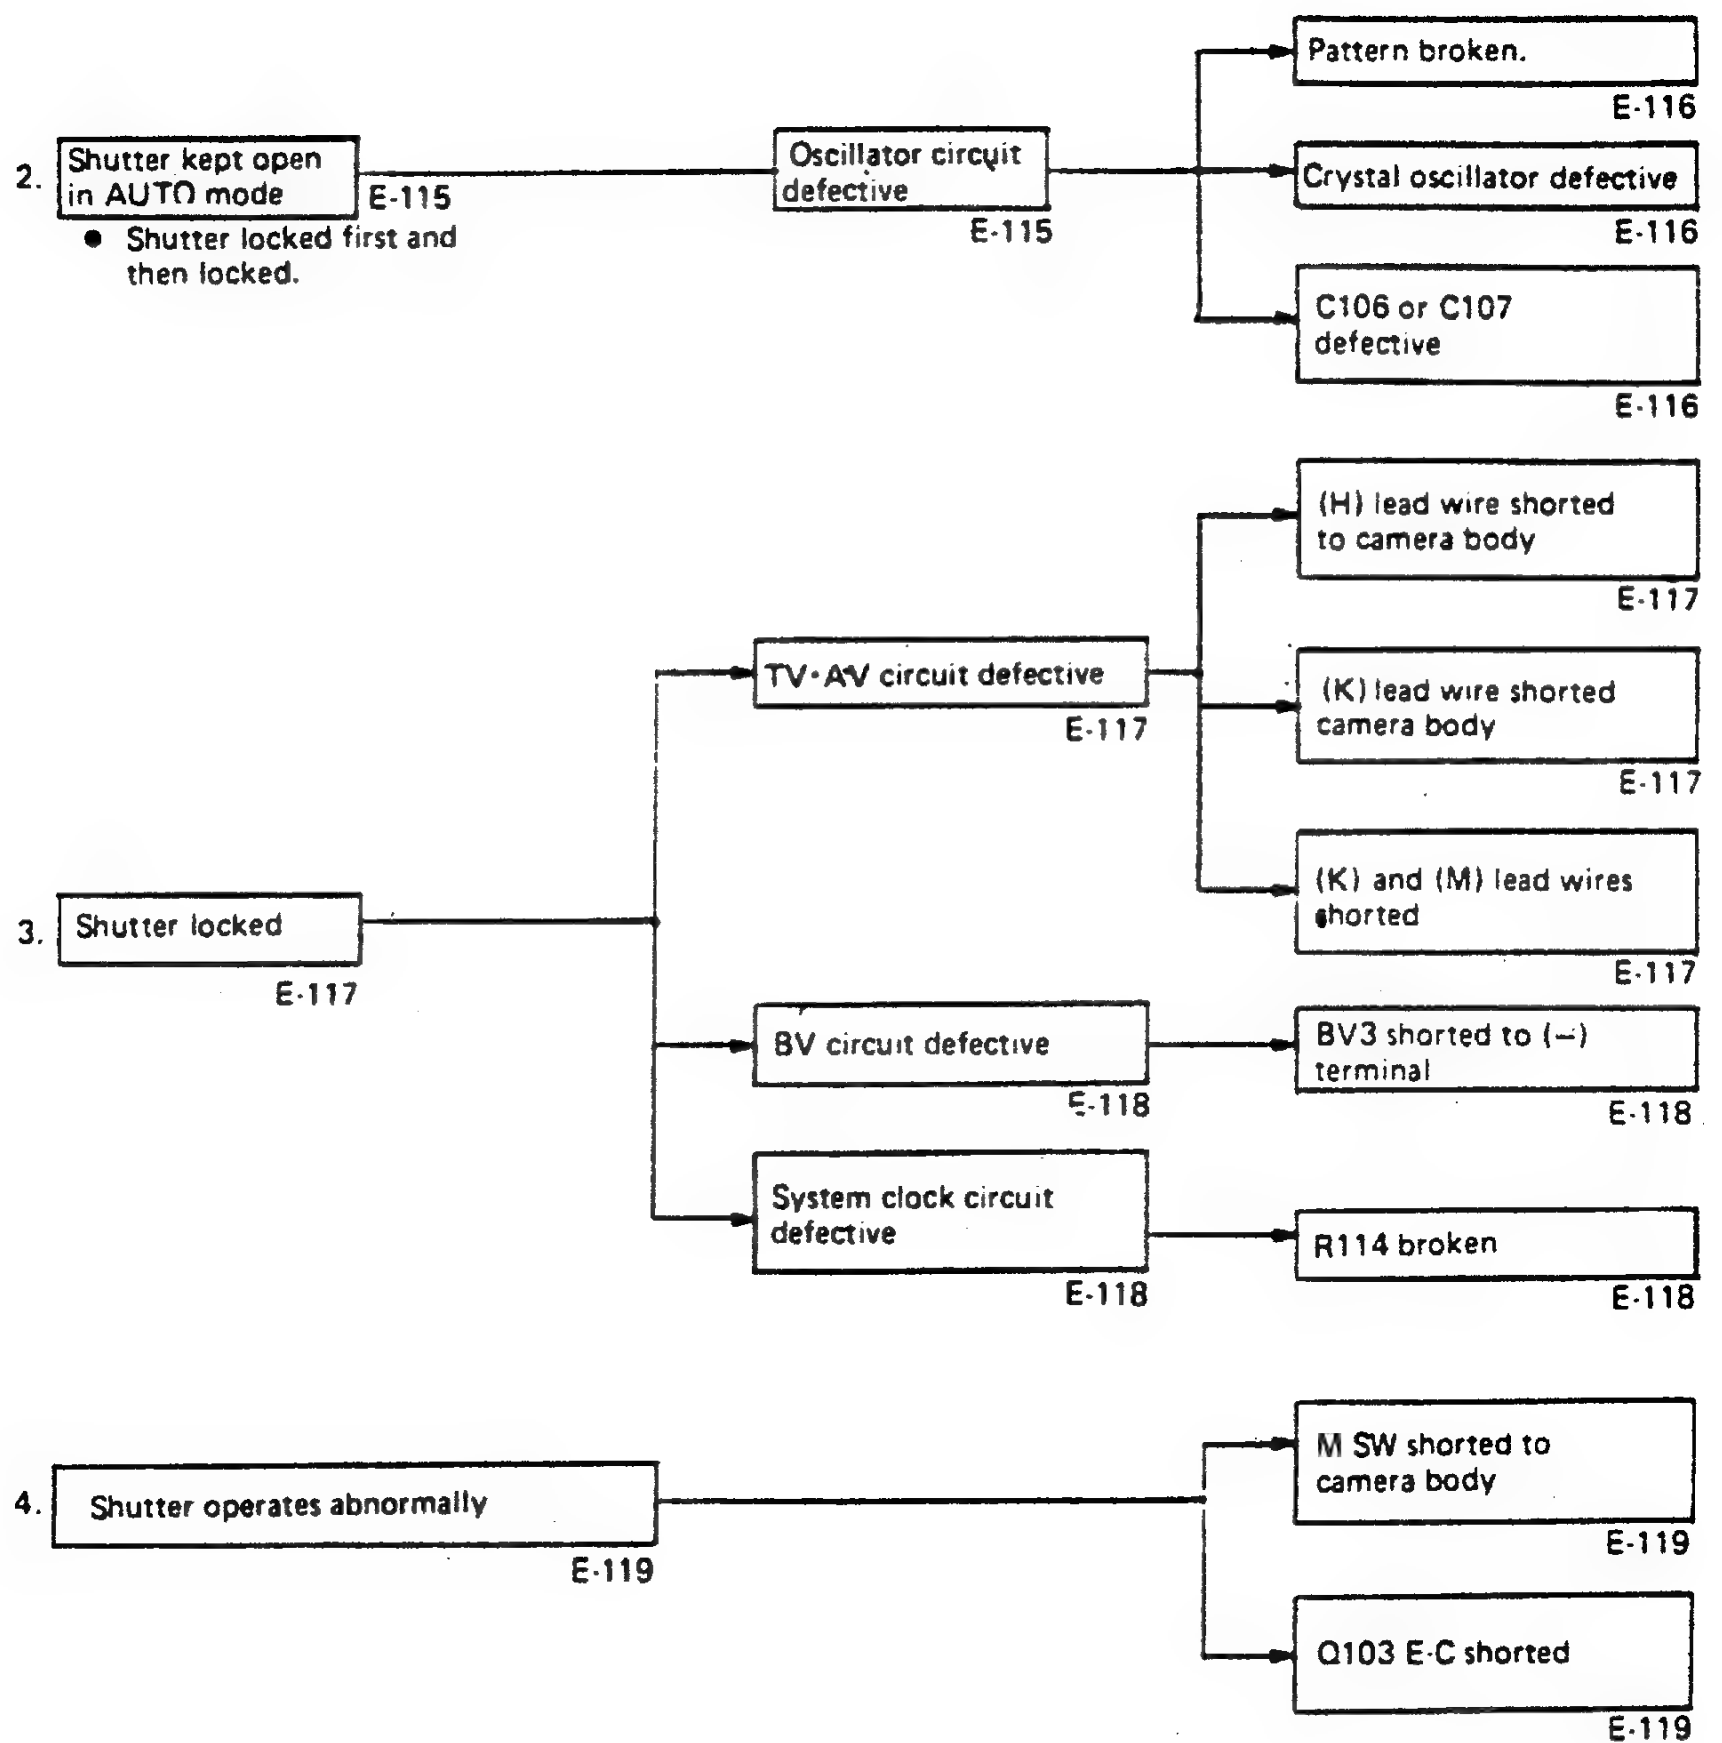 Pattern broken.
E-116
2.
Shutter kept open
in AUTO mode
E-115
● Shutter locked first and
then locked.
Oscillator circuit
defective
E-115
Crystal oscillator defective
E-116
C106 or C107
defective
E-116
(H) lead wire shorted
to camera body
E-117
TV·AV circuit defective
E-117
(K) lead wire shorted
camera body
E-117
(K) and (M) lead wires
shorted
E-117
3.
Shutter locked
E-117
BV circuit defective
E-118
BV3 shorted to (−)
terminal
E-118
System clock circuit
defective
E-118
R114 broken
E-118
M SW shorted to
camera body
E-119
4.
Shutter operates abnormally
E-119
Q103 E-C shorted
E-119